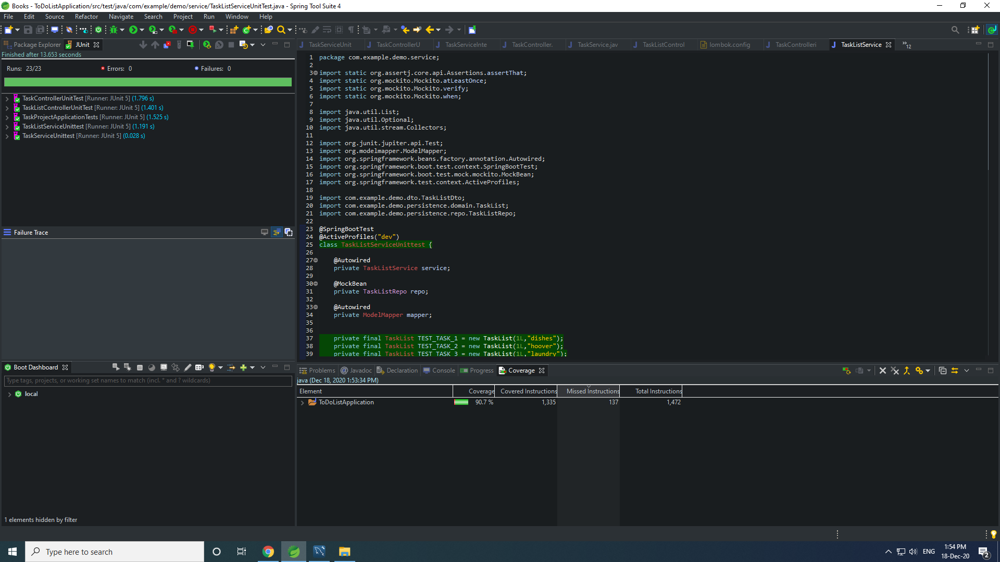 Books - ToDoListApplication/src/test/java/com/example/demo/service/TaskListServiceUnitTest.java - Spring Tool Suite 4
File Edit Source Refactor Navigate Search Project Run Window Help
Package Explorer JUnit
Finished after 13.653 seconds
Runs: 23/23 Errors: 0 Failures: 0
TaskControllerUnitTest [Runner: JUnit 5] (1.796 s)
TaskListControllerUnitTest [Runner: JUnit 5] (1.401 s)
TaskProjectApplicationTests [Runner: JUnit 5] (1.525 s)
TaskListServiceUnittest [Runner: JUnit 5] (1.191 s)
TaskServiceUnittest [Runner: JUnit 5] (0.028 s)
Failure Trace
Boot Dashboard
Type tags, projects, or working set names to match (incl. * and ? wildcards)
local
1 elements hidden by filter
TaskServiceUnit TaskControllerU TaskServiceInte TaskController. TaskService.jav TaskListControl lombok.config TaskControlleri TaskListService »12
1 package com.example.demo.service;
2
3 import static org.assertj.core.api.Assertions.assertThat;
4 import static org.mockito.Mockito.atLeastOnce;
5 import static org.mockito.Mockito.verify;
6 import static org.mockito.Mockito.when;
7
8 import java.util.List;
9 import java.util.Optional;
10 import java.util.stream.Collectors;
11
12 import org.junit.jupiter.api.Test;
13 import org.modelmapper.ModelMapper;
14 import org.springframework.beans.factory.annotation.Autowired;
15 import org.springframework.boot.test.context.SpringBootTest;
16 import org.springframework.boot.test.mock.mockito.MockBean;
17 import org.springframework.test.context.ActiveProfiles;
18
19 import com.example.demo.dto.TaskListDto;
20 import com.example.demo.persistence.domain.TaskList;
21 import com.example.demo.persistence.repo.TaskListRepo;
22
23 @SpringBootTest
24 @ActiveProfiles("dev")
25 class TaskListServiceUnittest {
26
27 @Autowired
28 private TaskListService service;
29
30 @MockBean
31 private TaskListRepo repo;
32
33 @Autowired
34 private ModelMapper mapper;
35
36
37 private final TaskList TEST_TASK_1 = new TaskList(1L,"dishes");
38 private final TaskList TEST_TASK_2 = new TaskList(1L,"hoover");
39 private final TaskList TEST_TASK_3 = new TaskList(1L,"laundry");
Problems Javadoc Declaration Console Progress Coverage
java (Dec 18, 2020 1:53:34 PM)
Element Coverage Covered Instructions Missed Instructions Total Instructions
ToDoListApplication 90.7 % 1,335 137 1,472
Type here to search
ENG
1:54 PM
18-Dec-20
2